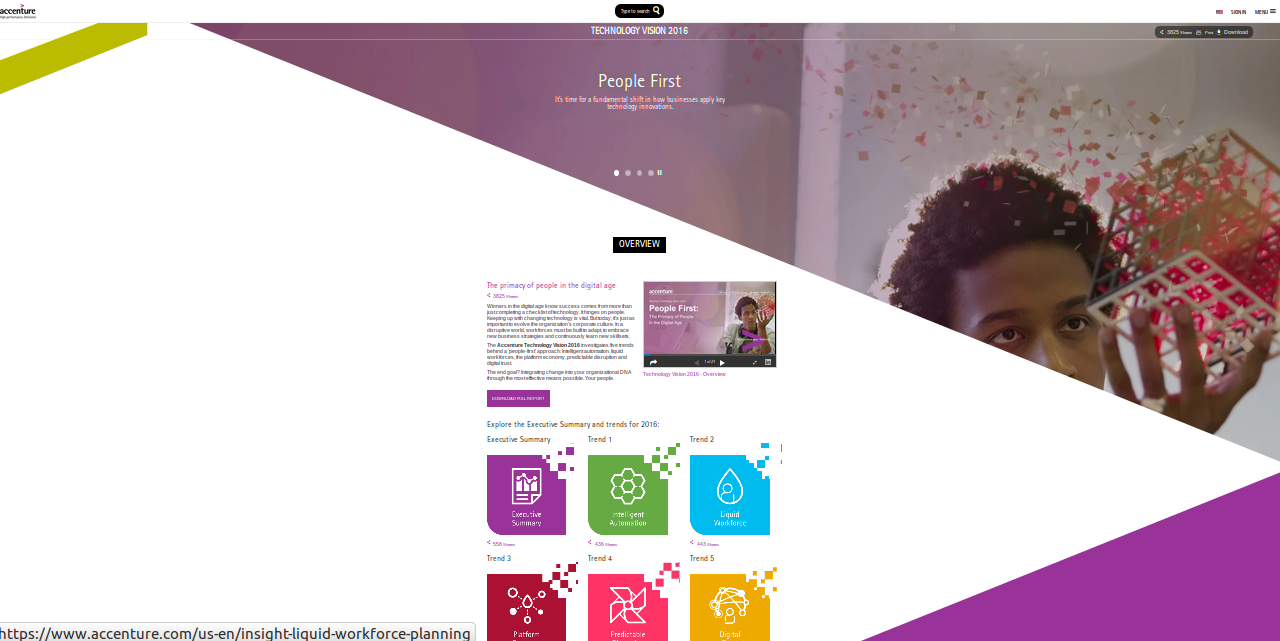 accenture
High performance. Delivered.
Type to search
SIGN IN
MENU
TECHNOLOGY VISION 2016
3825 Shares
Print
Download
People First
It's time for a fundamental shift in how businesses apply key
technology innovations.
OVERVIEW
The primacy of people in the digital age
3825 Shares
Winners in the digital age know success comes from more than
just completing a checklist of technology. It hinges on people.
Keeping up with changing technology is vital. But today, it's just as
important to evolve the organization's corporate culture. In a
disruptive world, workforces must be built to adapt, to embrace
new business strategies and continuously learn new skillsets.
The Accenture Technology Vision 2016 investigates five trends
behind a 'people-first' approach: Intelligent automation, liquid
workforces, the platform economy, predictable disruption and
digital trust.
The end goal? Integrating change into your organizational DNA
through the most effective means possible. Your people.
DOWNLOAD FULL REPORT
accenture
People First:
The Primacy of People
in the Digital Age
1 of 21
Technology Vision 2016 - Overview
Explore the Executive Summary and trends for 2016:
Executive Summary
Trend 1
Trend 2
Executive
Summary
Intelligent
Automation
Liquid
Workforce
558 Shares
436 Shares
443 Shares
Trend 3
Trend 4
Trend 5
Platform
Predictable
Digital
https://www.accenture.com/us-en/insight-liquid-workforce-planning